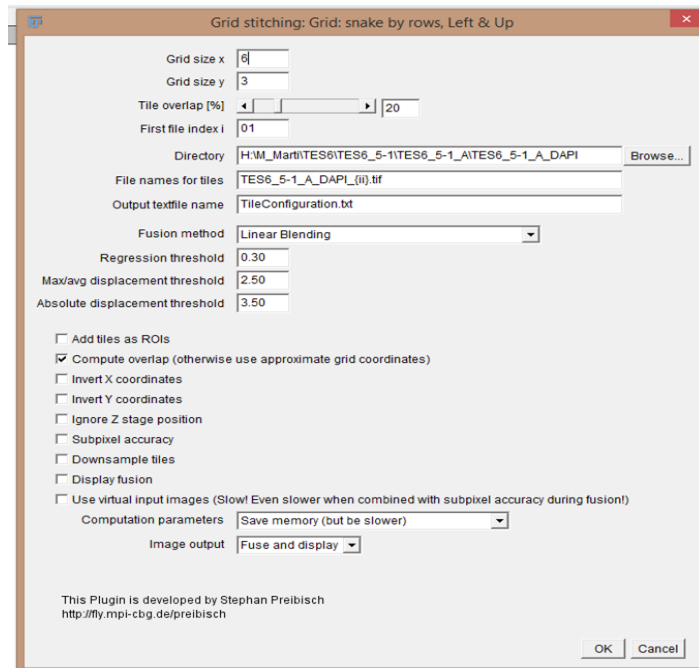 Grid stitching: Grid: snake by rows, Left & Up
Grid size x 6
Grid size y 3
Tile overlap [%] 20
First file index i 01
Directory H:\M_Marti\TES6\TES6_5-1\TES6_5-1_A\TES6_5-1_A_DAPI Browse...
File names for tiles TES6_5-1_A_DAPI_{ii}.tif
Output textfile name TileConfiguration.txt
Fusion method Linear Blending
Regression threshold 0.30
Max/avg displacement threshold 2.50
Absolute displacement threshold 3.50
Add tiles as ROIs
Compute overlap (otherwise use approximate grid coordinates)
Invert X coordinates
Invert Y coordinates
Ignore Z stage position
Subpixel accuracy
Downsample tiles
Display fusion
Use virtual input images (Slow! Even slower when combined with subpixel accuracy during fusion!)
Computation parameters Save memory (but be slower)
Image output Fuse and display
This Plugin is developed by Stephan Preibisch
http://fly.mpi-cbg.de/preibisch
OK Cancel